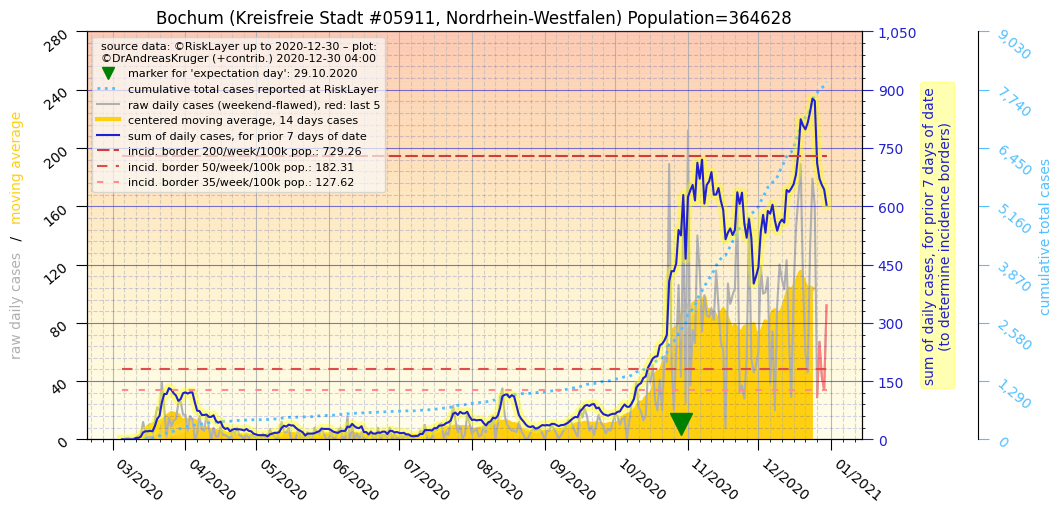 Bochum (Kreisfreie Stadt #05911, Nordrhein-Westfalen) Population=364628
source data: ©RiskLayer up to 2020-12-30 – plot:
©DrAndreasKruger (+contrib.) 2020-12-30 04:00
marker for 'expectation day': 29.10.2020
cumulative total cases reported at RiskLayer
raw daily cases (weekend-flawed), red: last 5
centered moving average, 14 days cases
sum of daily cases, for prior 7 days of date
incid. border 200/week/100k pop.: 729.26
incid. border 50/week/100k pop.: 182.31
incid. border 35/week/100k pop.: 127.62
raw daily cases / moving average
280
240
200
160
120
80
40
0
03/2020
04/2020
05/2020
06/2020
07/2020
08/2020
09/2020
10/2020
11/2020
12/2020
01/2021
1,050
900
750
600
450
300
150
0
sum of daily cases, for prior 7 days of date
(to determine incidence borders)
9,030
7,740
6,450
5,160
3,870
2,580
1,290
0
cumulative total cases